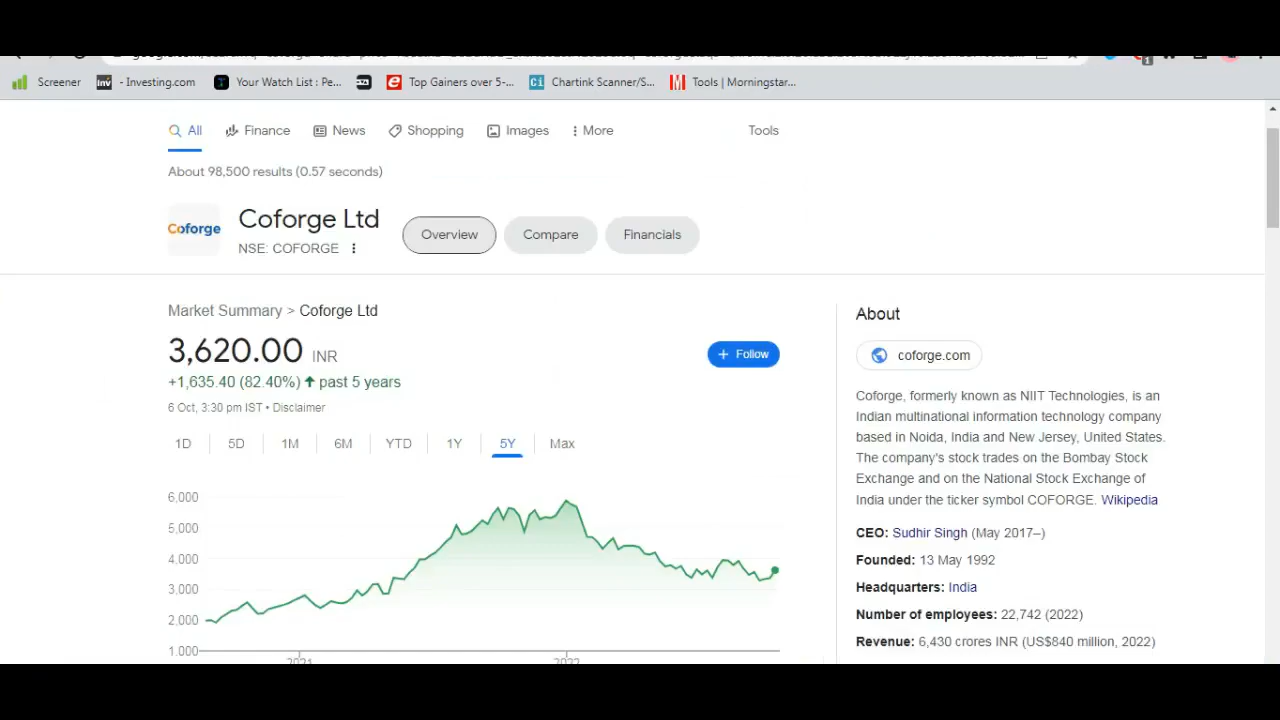 Screener
inv - Investing.com
Your Watch List : Pe...
Top Gainers over 5-...
Chartink Scanner/S...
Tools | Morningstar...
All
Finance
News
Shopping
Images
More
Tools
About 98,500 results (0.57 seconds)
Coforge
Coforge Ltd
NSE: COFORGE
Overview
Compare
Financials
Market Summary > Coforge Ltd
3,620.00 INR
+ Follow
+1,635.40 (82.40%) ↑ past 5 years
6 Oct, 3:30 pm IST • Disclaimer
1D
5D
1M
6M
YTD
1Y
5Y
Max
6,000
5,000
4,000
3,000
2,000
1,000
2021
2022
About
coforge.com
Coforge, formerly known as NIIT Technologies, is an
Indian multinational information technology company
based in Noida, India and New Jersey, United States.
The company's stock trades on the Bombay Stock
Exchange and on the National Stock Exchange of
India under the ticker symbol COFORGE. Wikipedia
CEO: Sudhir Singh (May 2017–)
Founded: 13 May 1992
Headquarters: India
Number of employees: 22,742 (2022)
Revenue: 6,430 crores INR (US$840 million, 2022)